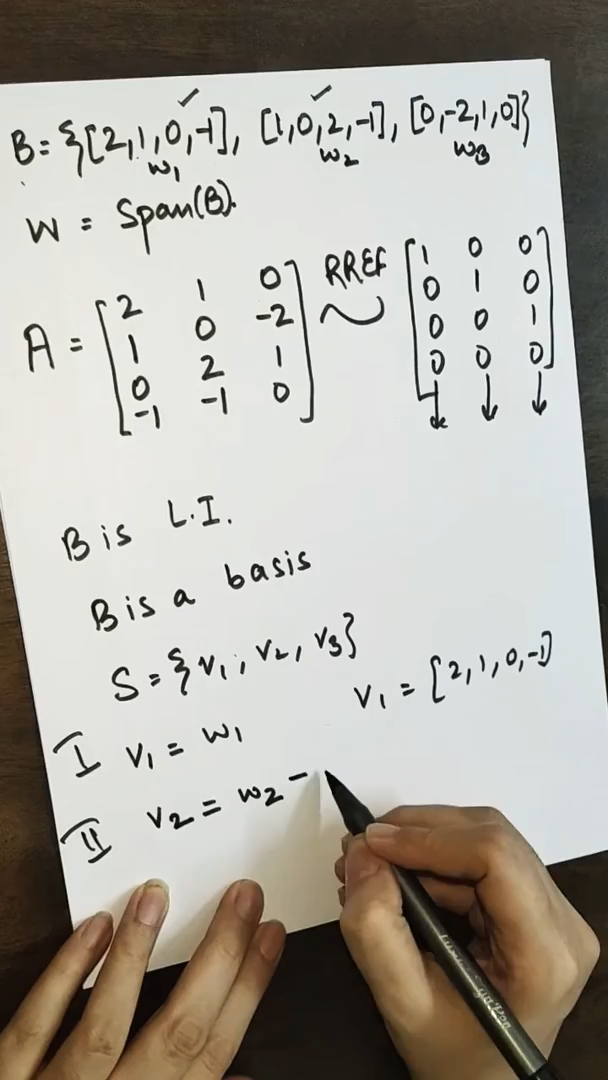 B = {[2, 1, 0, -1], [1, 0, 2, -1], [0, -2, 1, 0]}
w1 w2 w3
W = Span(B).
A = [2 1 0 RREF [1 0 0
1 0 -2 ~ 0 1 0
0 2 1 0 0 1
-1 -1 0] 0 0 0]
B is L.I.
B is a basis
S = {v1, v2, v3}
I v1 = w1 v1 = [2, 1, 0, -1]
II v2 = w2 -